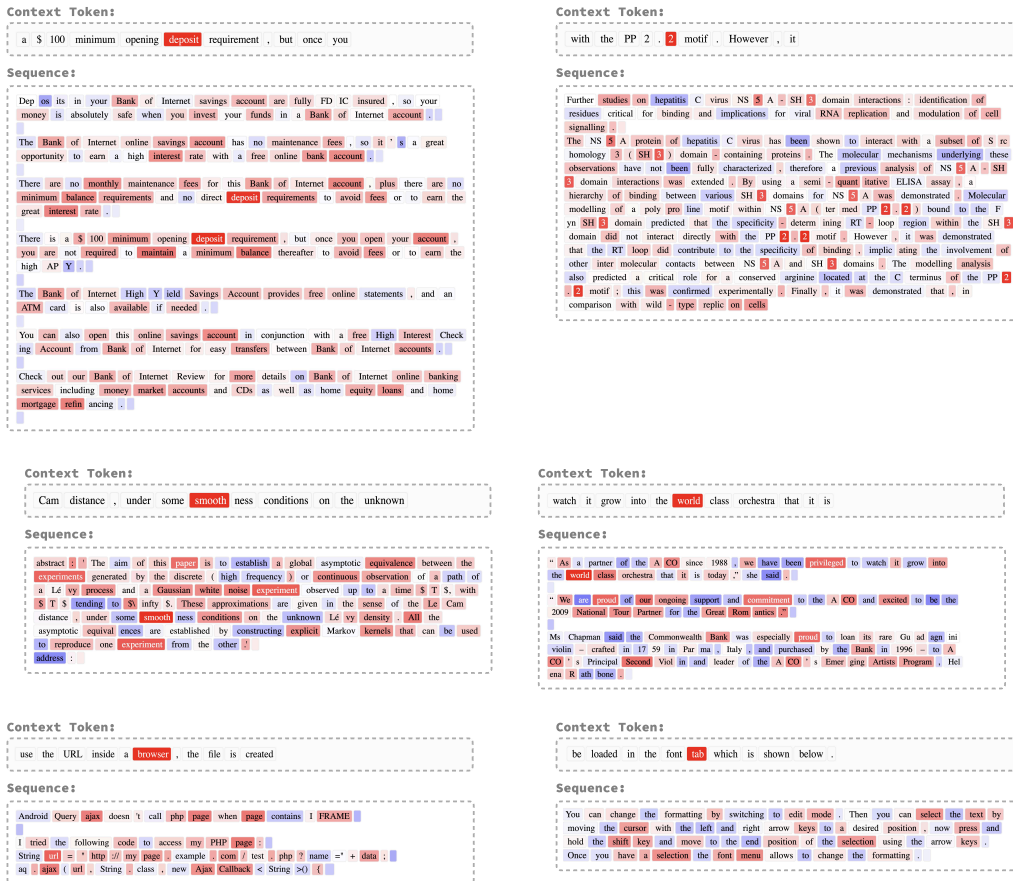 Context Token:
a $ 100 minimum opening deposit requirement , but once you
Sequence:
Dep os its in your Bank of Internet savings account are fully FD IC insured , so your
money is absolutely safe when you invest your funds in a Bank of Internet account .
The Bank of Internet online savings account has no maintenance fees , so it ' s a great
opportunity to earn a high interest rate with a free online bank account .
There are no monthly maintenance fees for this Bank of Internet account , plus there are no
minimum balance requirements and no direct deposit requirements to avoid fees or to earn the
great interest rate .
There is a $ 100 minimum opening deposit requirement , but once you open your account ,
you are not required to maintain a minimum balance thereafter to avoid fees or to earn the
high AP Y .
The Bank of Internet High Y ield Savings Account provides free online statements , and an
ATM card is also available if needed .
You can also open this online savings account in conjunction with a free High Interest Check
ing Account from Bank of Internet for easy transfers between Bank of Internet accounts .
Check out our Bank of Internet Review for more details on Bank of Internet online banking
services including money market accounts and CDs as well as home equity loans and home
mortgage refin ancing .
Context Token:
with the PP 2 . 2 motif . However , it
Sequence:
Further studies on hepatitis C virus NS 5 A - SH 3 domain interactions : identification of
residues critical for binding and implications for viral RNA replication and modulation of cell
signalling .
The NS 5 A protein of hepatitis C virus has been shown to interact with a subset of S rc
homology 3 ( SH 3 ) domain - containing proteins . The molecular mechanisms underlying these
observations have not been fully characterized , therefore a previous analysis of NS 5 A - SH
3 domain interactions was extended . By using a semi - quant itative ELISA assay , a
hierarchy of binding between various SH 3 domains for NS 5 A was demonstrated . Molecular
modelling of a poly pro line motif within NS 5 A ( ter med PP 2 . 2 ) bound to the F
yn SH 3 domain predicted that the specificity - determ ining RT - loop region within the SH 3
domain did not interact directly with the PP 2 . 2 motif . However , it was demonstrated
that the RT loop did contribute to the specificity of binding , implic ating the involvement of
other inter molecular contacts between NS 5 A and SH 3 domains . The modelling analysis
also predicted a critical role for a conserved arginine located at the C terminus of the PP 2
. 2 motif ; this was confirmed experimentally . Finally , it was demonstrated that , in
comparison with wild - type replic on cells
Context Token:
Cam distance , under some smooth ness conditions on the unknown
Sequence:
abstract : ' The aim of this paper is to establish a global asymptotic equivalence between the
experiments generated by the discrete ( high frequency ) or continuous observation of a path of
a Lé vy process and a Gaussian white noise experiment observed up to a time $ T $, with
$ T $ tending to $\ infty $. These approximations are given in the sense of the Le Cam
distance , under some smooth ness conditions on the unknown Lé vy density . All the
asymptotic equival ences are established by constructing explicit Markov kernels that can be used
to reproduce one experiment from the other .'
address :
Context Token:
watch it grow into the world class orchestra that it is
Sequence:
“ As a partner of the A CO since 1988 , we have been privileged to watch it grow into
the world class orchestra that it is today .” she said .
“ We are proud of our ongoing support and commitment to the A CO and excited to be the
2009 National Tour Partner for the Great Rom antics .”
Ms Chapman said the Commonwealth Bank was especially proud to loan its rare Gu ad agn ini
violin – crafted in 17 59 in Par ma , Italy , and purchased by the Bank in 1996 – to A
CO ' s Principal Second Viol in and leader of the A CO ' s Emer ging Artists Program , Hel
ena R ath bone .
Context Token:
use the URL inside a browser , the file is created
Sequence:
Android Query ajax doesn 't call php page when page contains I FRAME
I tried the following code to access my PHP page :
String url = " http :// my page . example . com / test . php ? name =" + data ;
aq . ajax ( url , String . class , new Ajax Callback < String >() {
Context Token:
be loaded in the font tab which is shown below .
Sequence:
You can change the formatting by switching to edit mode . Then you can select the text by
moving the cursor with the left and right arrow keys to a desired position , now press and
hold the shift key and move to the end position of the selection using the arrow keys .
Once you have a selection the font menu allows to change the formatting .